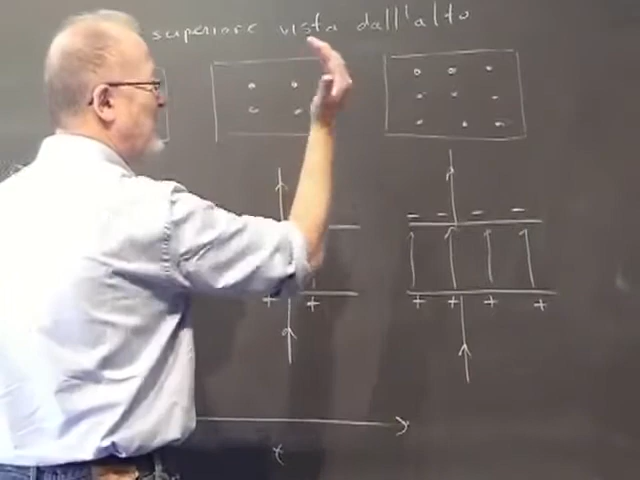 superiore vista dall'alto
- - - -
+ +
+ + + +
t